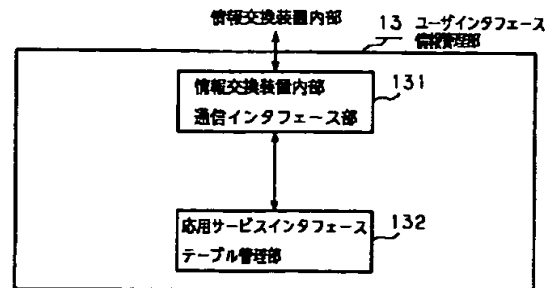 情報交換装置内部
13 ユーザインタフェース
情報管理部
情報交換装置内部
131
通信インタフェース部
応用サービスインタフェース
132
テーブル管理部